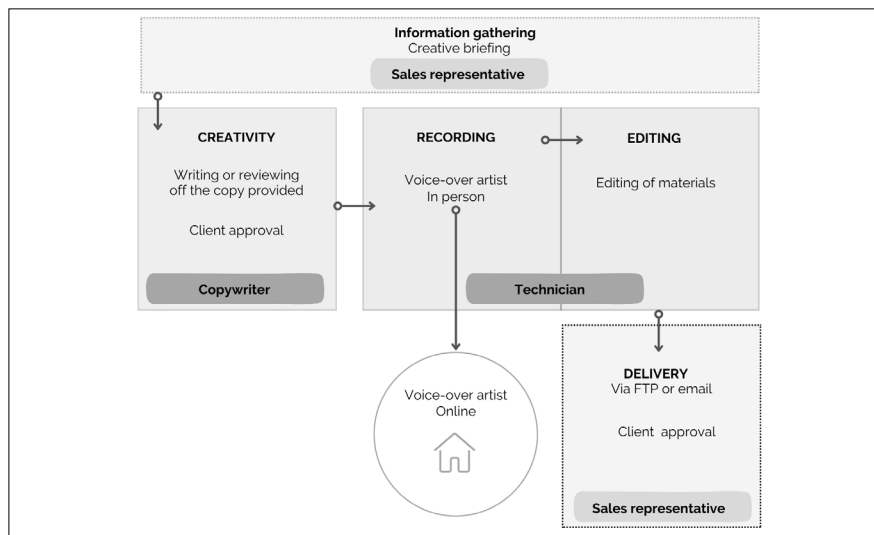 Information gathering
Creative briefing
Sales representative
CREATIVITY
Writing or reviewing
off the copy provided
Client approval
Copywriter
RECORDING
Voice-over artist
In person
EDITING
Editing of materials
Technician
Voice-over artist
Online
DELIVERY
Via FTP or email
Client approval
Sales representative